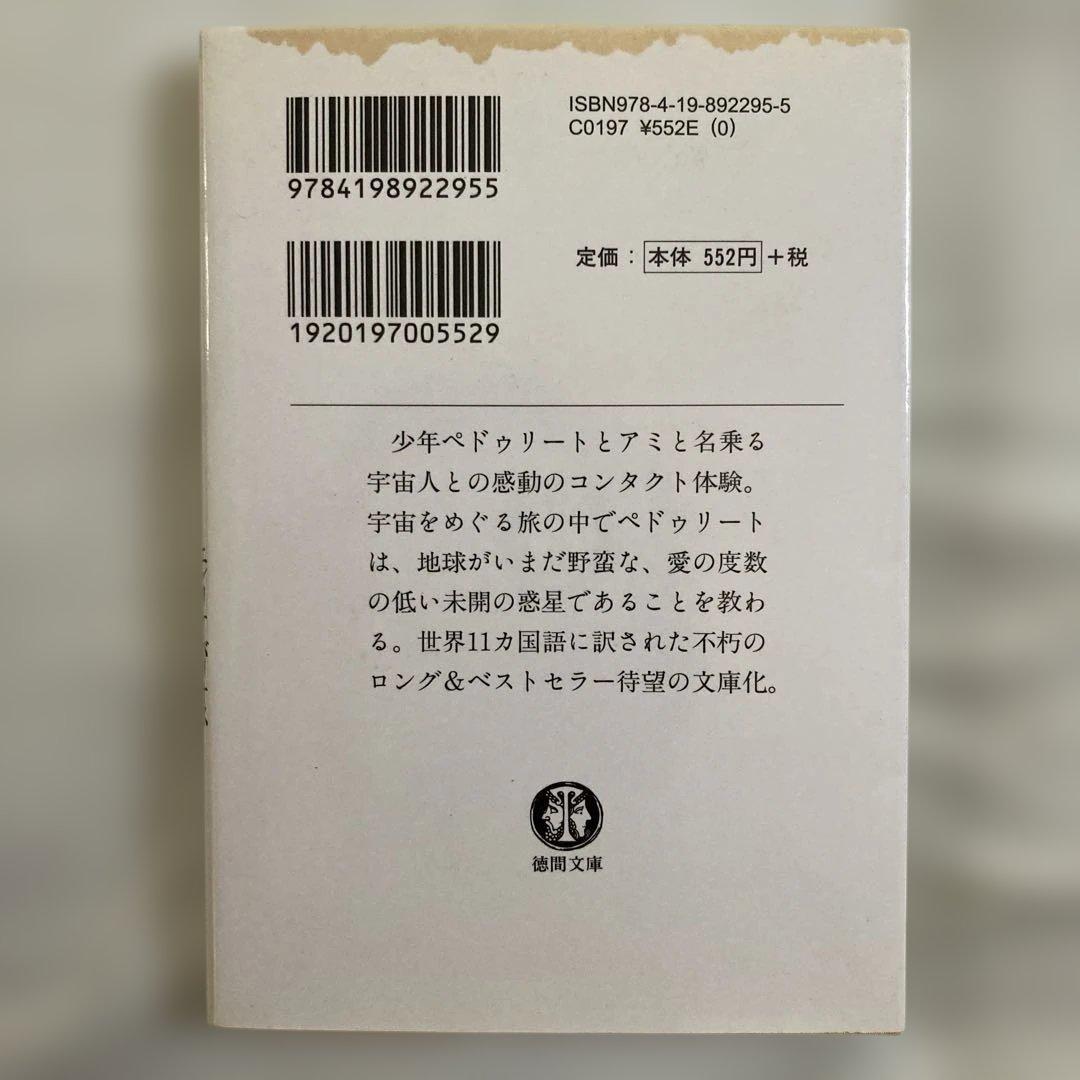 ISBN978-4-19-892295-5
C0197 ¥552E (0)
9784198922955
定価：本体 552円＋税
1920197005529
少年ペドゥリートとアミと名乗る
宇宙人との感動のコンタクト体験。
宇宙をめぐる旅の中でペドゥリート
は、地球がいまだ野蛮な、愛の度数
の低い未開の惑星であることを教わ
る。世界11カ国語に訳された不朽の
ロング＆ベストセラー待望の文庫化。
徳間文庫